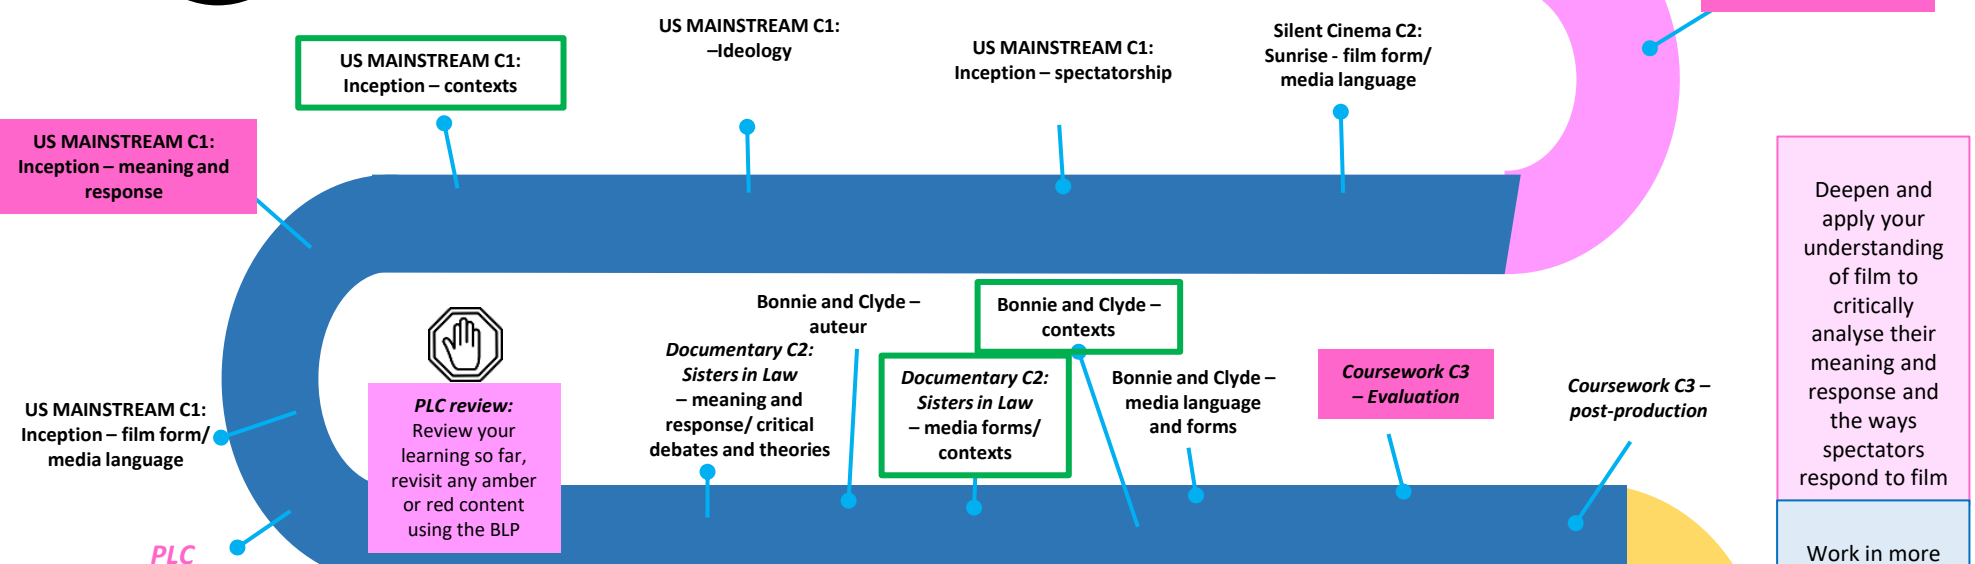 US MAINSTREAM C1:
–Ideology
US MAINSTREAM C1:
Inception – contexts
US MAINSTREAM C1:
Inception – spectatorship
Silent Cinema C2:
Sunrise - film form/
media language
US MAINSTREAM C1:
Inception – meaning and
response
Deepen and
apply your
understanding
of film to
critically
analyse their
meaning and
response and
the ways
spectators
respond to film
Bonnie and Clyde –
auteur
Bonnie and Clyde –
contexts
Documentary C2:
Sisters in Law
– meaning and
response/ critical
debates and theories
Documentary C2:
Sisters in Law
– media forms/
contexts
Bonnie and Clyde –
media language
and forms
Coursework C3
– Evaluation
Coursework C3 –
post-production
US MAINSTREAM C1:
Inception – film form/
media language
PLC review:
Review your
learning so far,
revisit any amber
or red content
using the BLP
PLC
Work in more